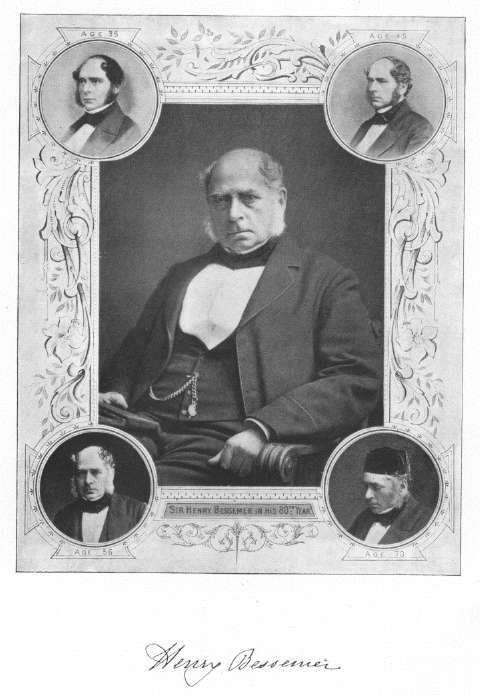 AGE 35
AGE 45
AGE 56
SIR HENRY BESSEMER IN HIS 80TH YEAR
AGE
Henry Bessemer